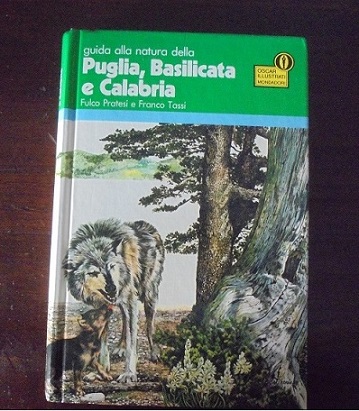 guida alla natura della
Puglia, Basilicata
e Calabria
Fulco Pratesi e Franco Tassi
OSCAR
ILLUSTRATI
MONDADORI